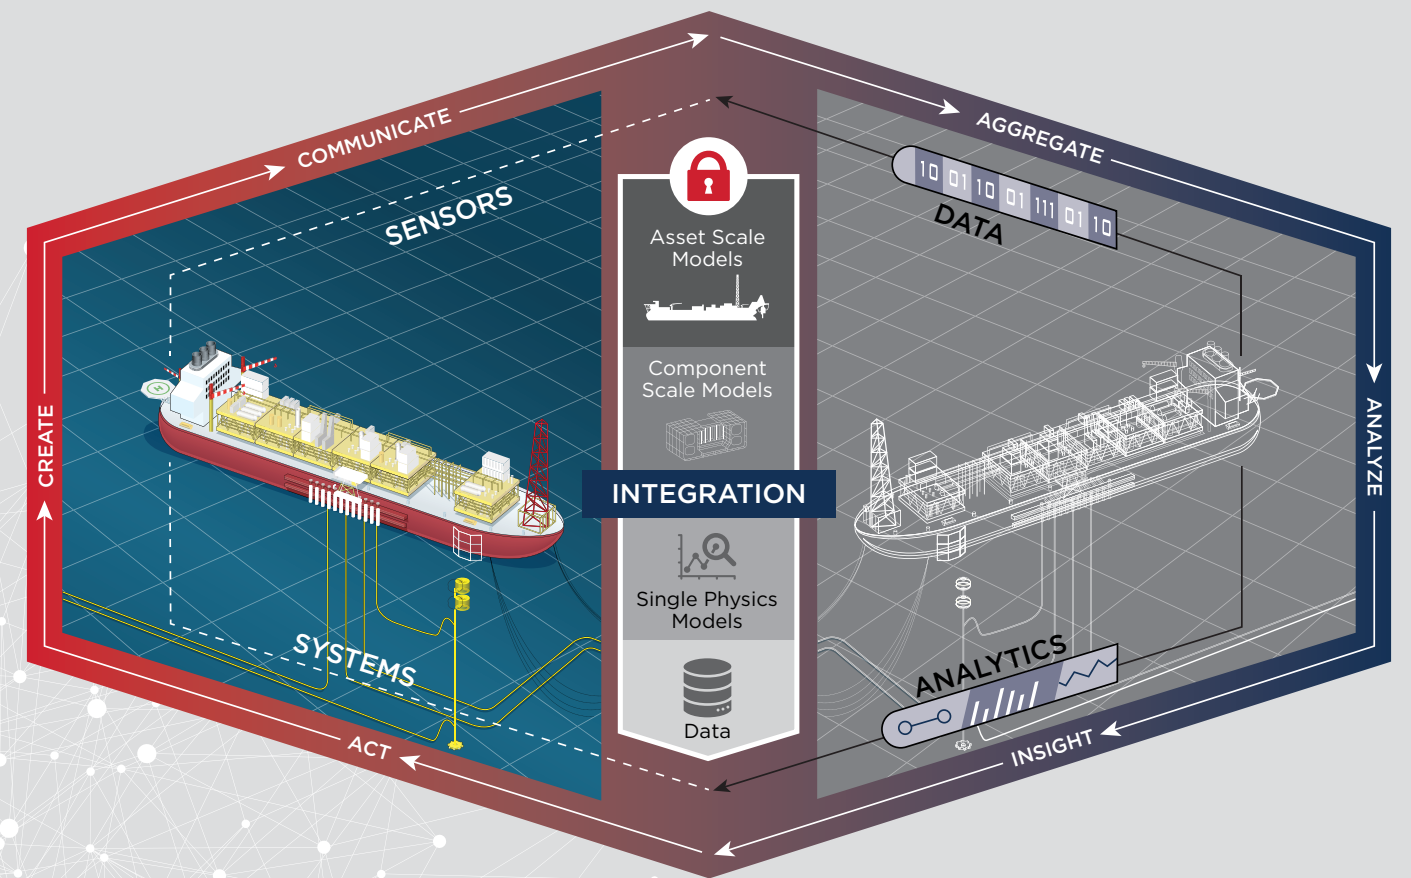 COMMUNICATE
AGGREGATE
SENSORS
10 01 10 01 111 01 10
DATA
Asset Scale
Models
Component
Scale Models
H
CREATE
ANALYZE
INTEGRATION
Single Physics
Models
SYSTEMS
ANALYTICS
Data
ACT
INSIGHT